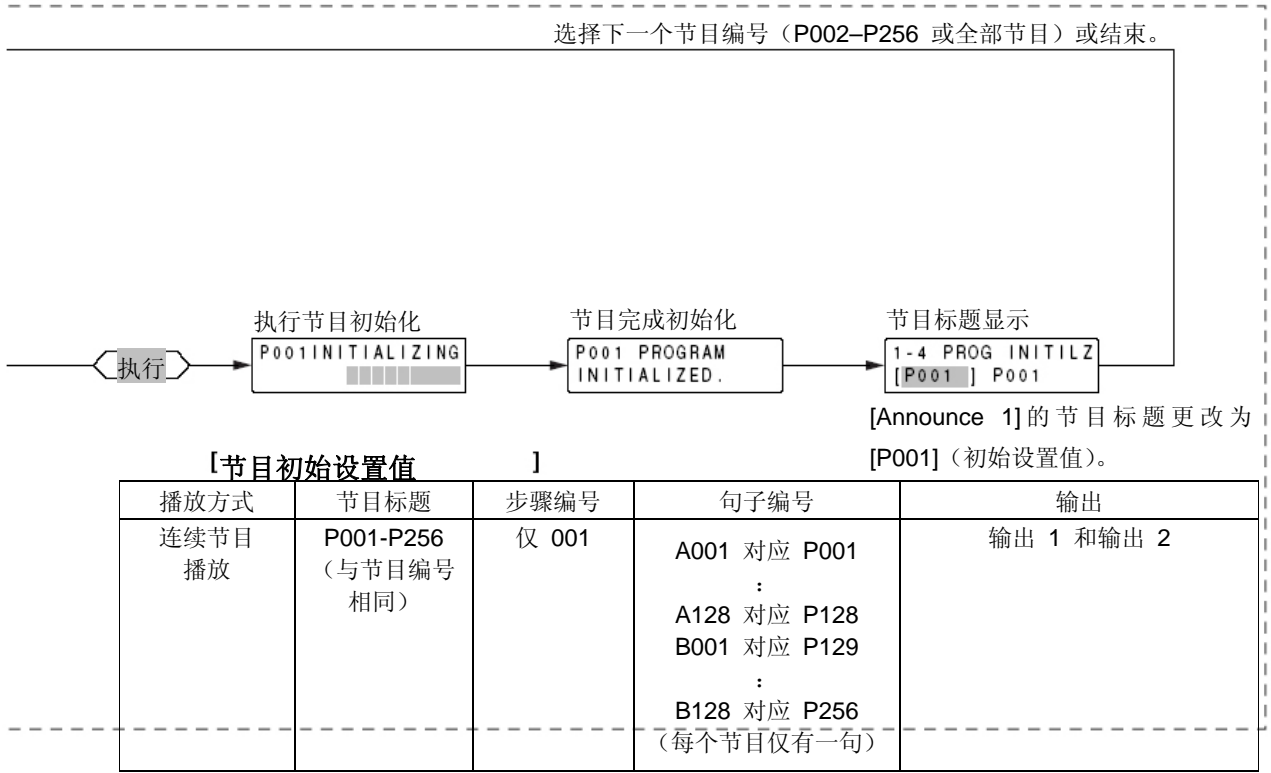 选择下一个节目编号（P002–P256 或全部节目）或结束。
执行节目初始化
节目完成初始化
节目标题显示
执行
P001INITIALIZING
P001 PROGRAM
INITIALIZED.
1-4 PROG INITILZ
[P001 ] P001
[Announce 1]的节目标题更改为
[P001]（初始设置值）。
[节目初始设置值 ]
播放方式 节目标题 步骤编号 句子编号 输出
连续节目
播放
P001-P256
（与节目编号
相同）
仅 001
A001 对应 P001
：
A128 对应 P128
B001 对应 P129
：
B128 对应 P256
（每个节目仅有一句）
输出 1 和输出 2